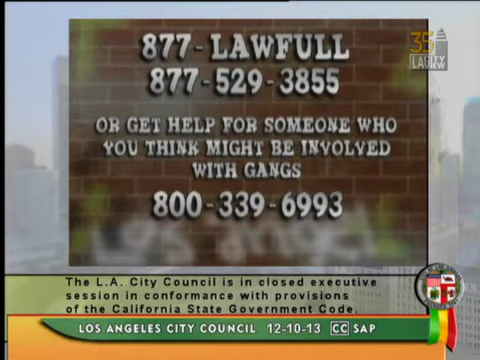 877-LAWFULL
877-529-3855
OR GET HELP FOR SOMEONE WHO
YOU THINK MIGHT BE INVOLVED
WITH GANGS
800-339-6993
35
LA CITYVIEW
The L.A. City Council is in closed executive
session in conformance with provisions
of the California State Government Code.
LOS ANGELES CITY COUNCIL 12-10-13 CC SAP